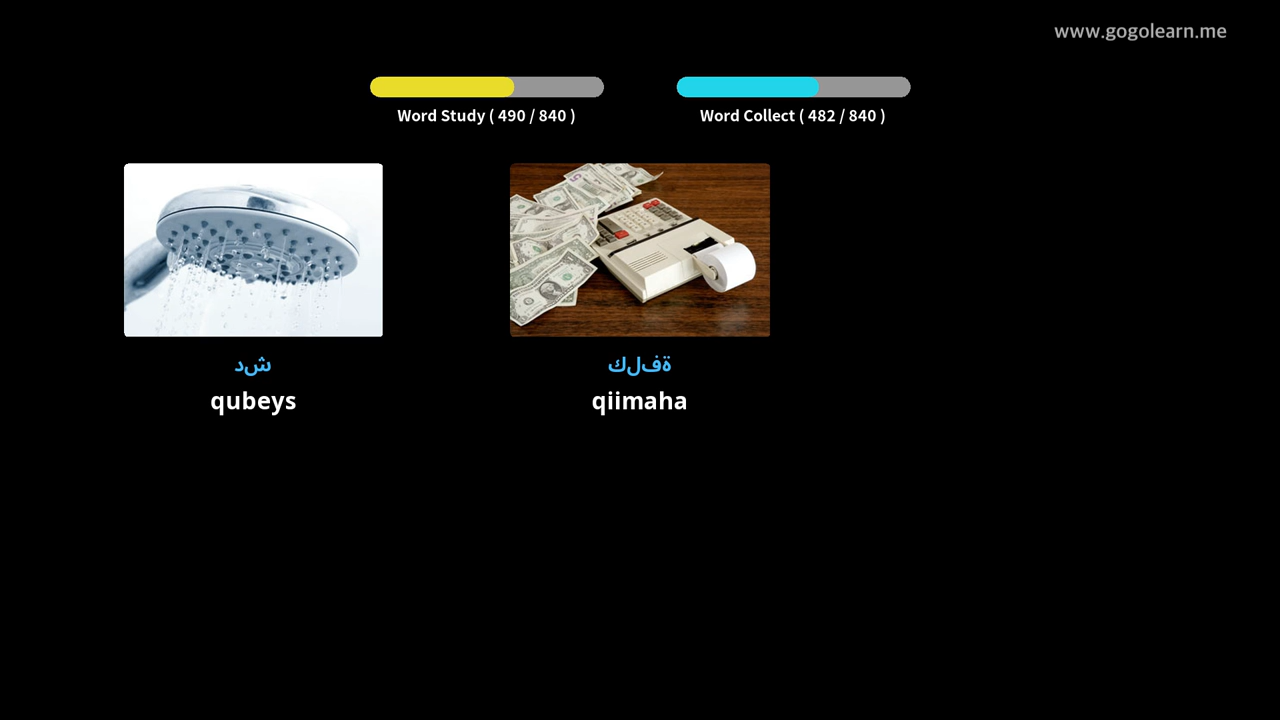 www.gogolearn.me
Word Study ( 490 / 840 )
Word Collect ( 482 / 840 )
شد
qubeys
ةفلك
qiimaha